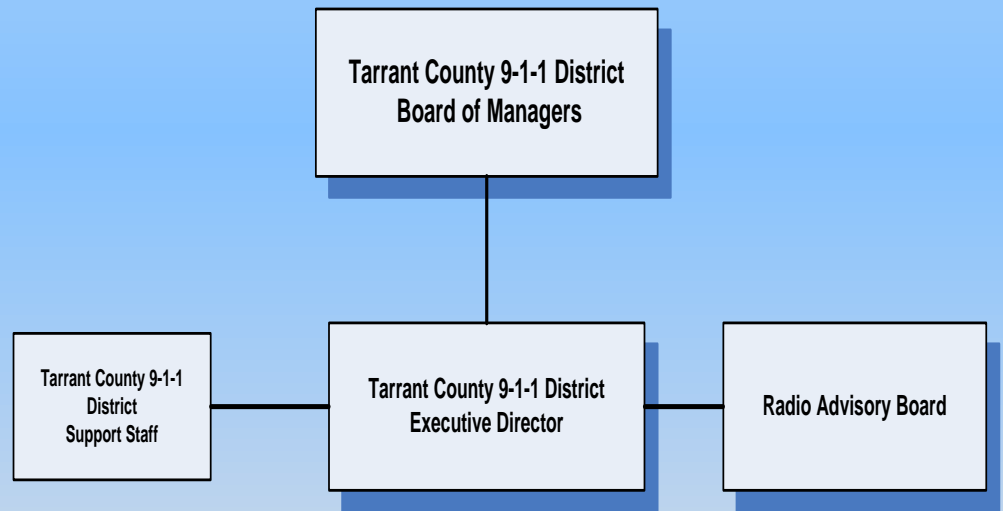 Tarrant County 9-1-1 District
Board of Managers
Tarrant County 9-1-1
District
Support Staff
Tarrant County 9-1-1 District
Executive Director
Radio Advisory Board